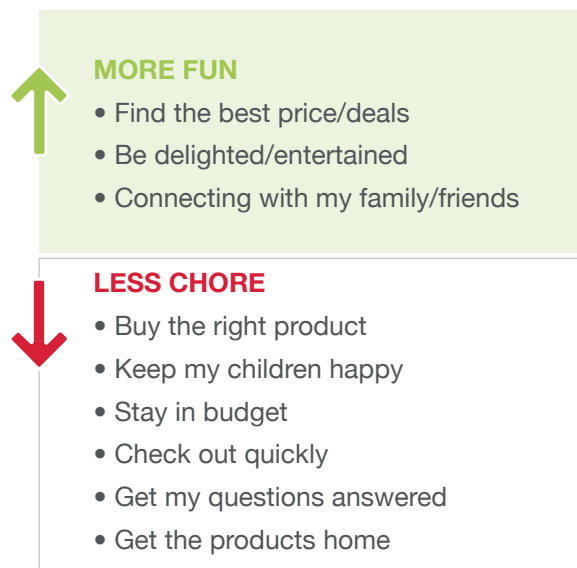 MORE FUN
• Find the best price/deals
• Be delighted/entertained
• Connecting with my family/friends
LESS CHORE
• Buy the right product
• Keep my children happy
• Stay in budget
• Check out quickly
• Get my questions answered
• Get the products home